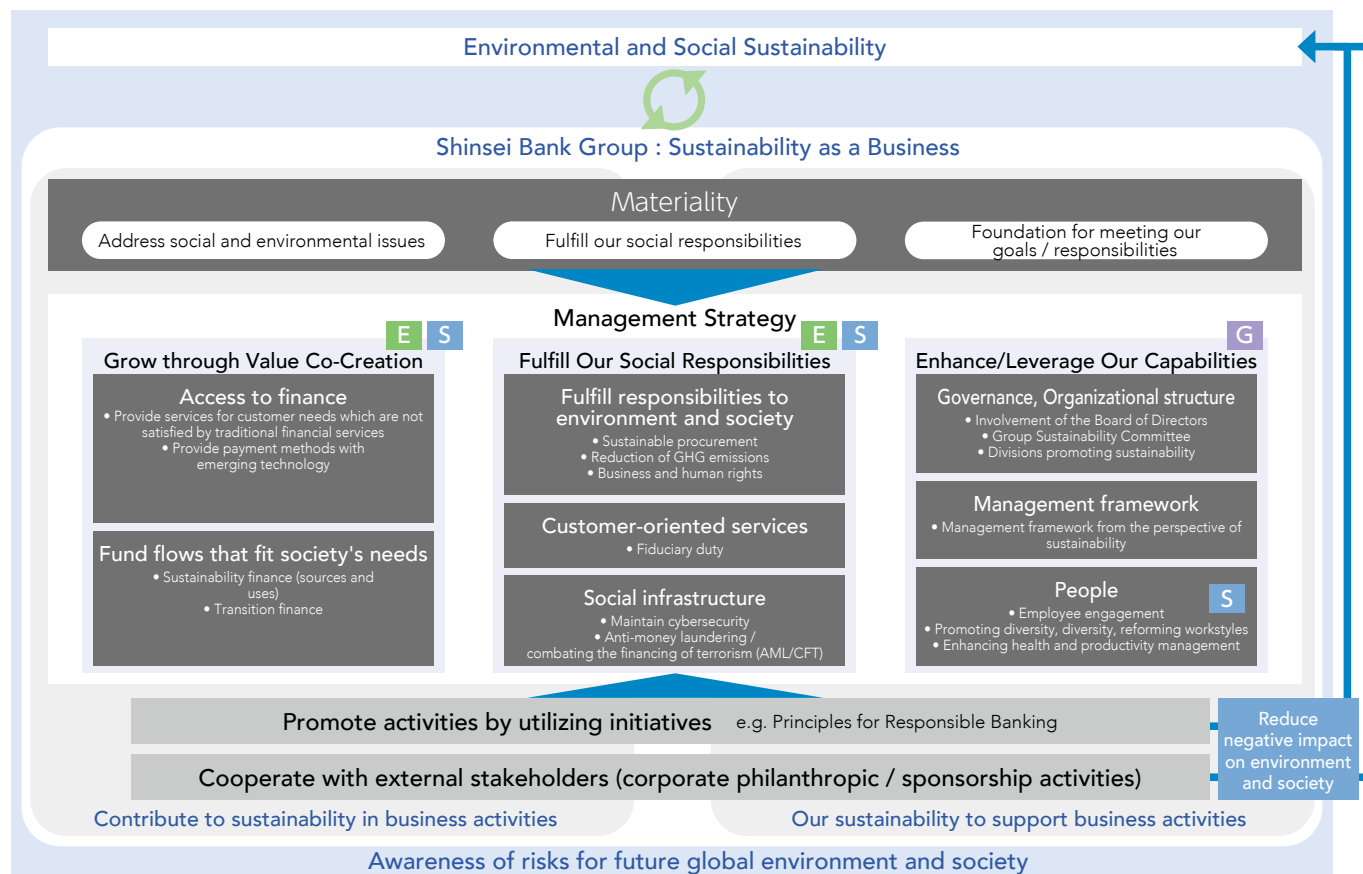 Environmental and Social Sustainability
Shinsei Bank Group : Sustainability as a Business
Materiality
Address social and environmental issues
Fulfill our social responsibilities
Foundation for meeting our
goals / responsibilities
Management Strategy
E S
Grow through Value Co-Creation
Access to finance
• Provide services for customer needs which are not
satisfied by traditional financial services
• Provide payment methods with
emerging technology
Fund flows that fit society's needs
• Sustainability finance (sources and
uses)
• Transition finance
E S
Fulfill Our Social Responsibilities
Fulfill responsibilities to
environment and society
• Sustainable procurement
• Reduction of GHG emissions
• Business and human rights
Customer-oriented services
• Fiduciary duty
Social infrastructure
• Maintain cybersecurity
• Anti-money laundering /
combating the financing of terrorism (AML/CFT)
G
Enhance/Leverage Our Capabilities
Governance, Organizational structure
• Involvement of the Board of Directors
• Group Sustainability Committee
• Divisions promoting sustainability
Management framework
• Management framework from the perspective of
sustainability
People
S
• Employee engagement
• Promoting diversity, diversity, reforming workstyles
• Enhancing health and productivity management
Promote activities by utilizing initiatives e.g. Principles for Responsible Banking
Cooperate with external stakeholders (corporate philanthropic / sponsorship activities)
Reduce
negative impact
on environment
and society
Contribute to sustainability in business activities
Our sustainability to support business activities
Awareness of risks for future global environment and society